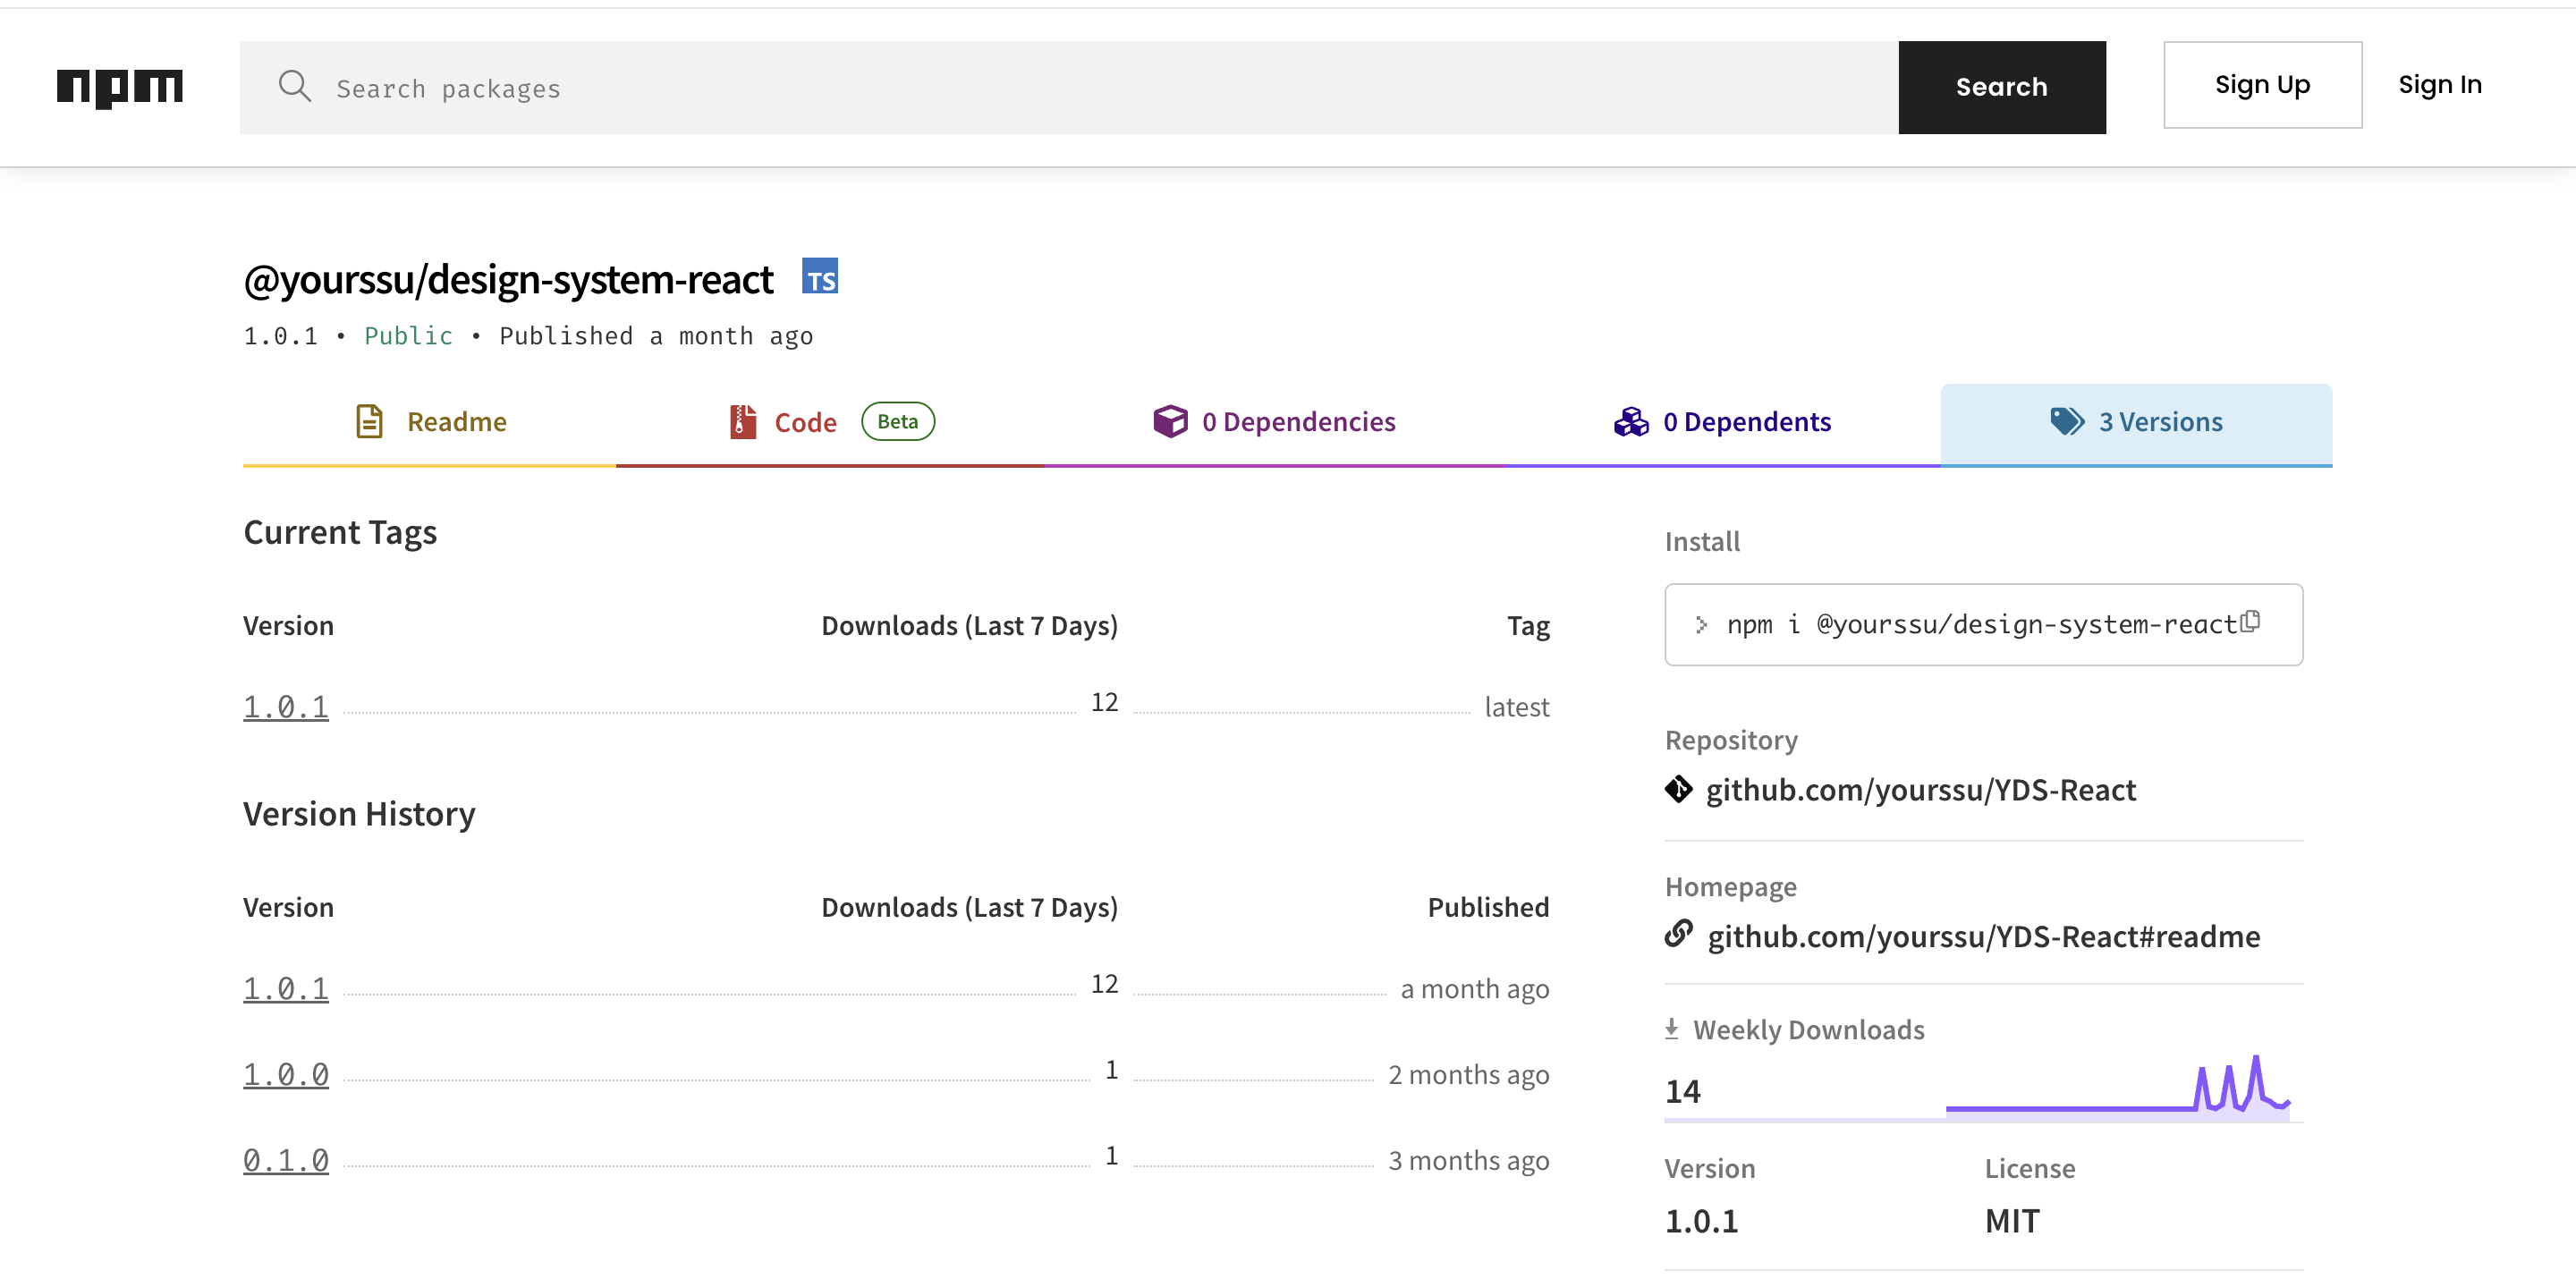 npm
Search packages
Search
Sign Up
Sign In
@yourssu/design-system-react TS
1.0.1 • Public • Published a month ago
Readme
Code Beta
0 Dependencies
0 Dependents
3 Versions
Current Tags
Version Downloads (Last 7 Days) Tag
1.0.1 12 latest
Version History
Version Downloads (Last 7 Days) Published
1.0.1 12 a month ago
1.0.0 1 2 months ago
0.1.0 1 3 months ago
Install
> npm i @yourssu/design-system-react
Repository
github.com/yourssu/YDS-React
Homepage
github.com/yourssu/YDS-React#readme
Weekly Downloads
14
Version License
1.0.1 MIT